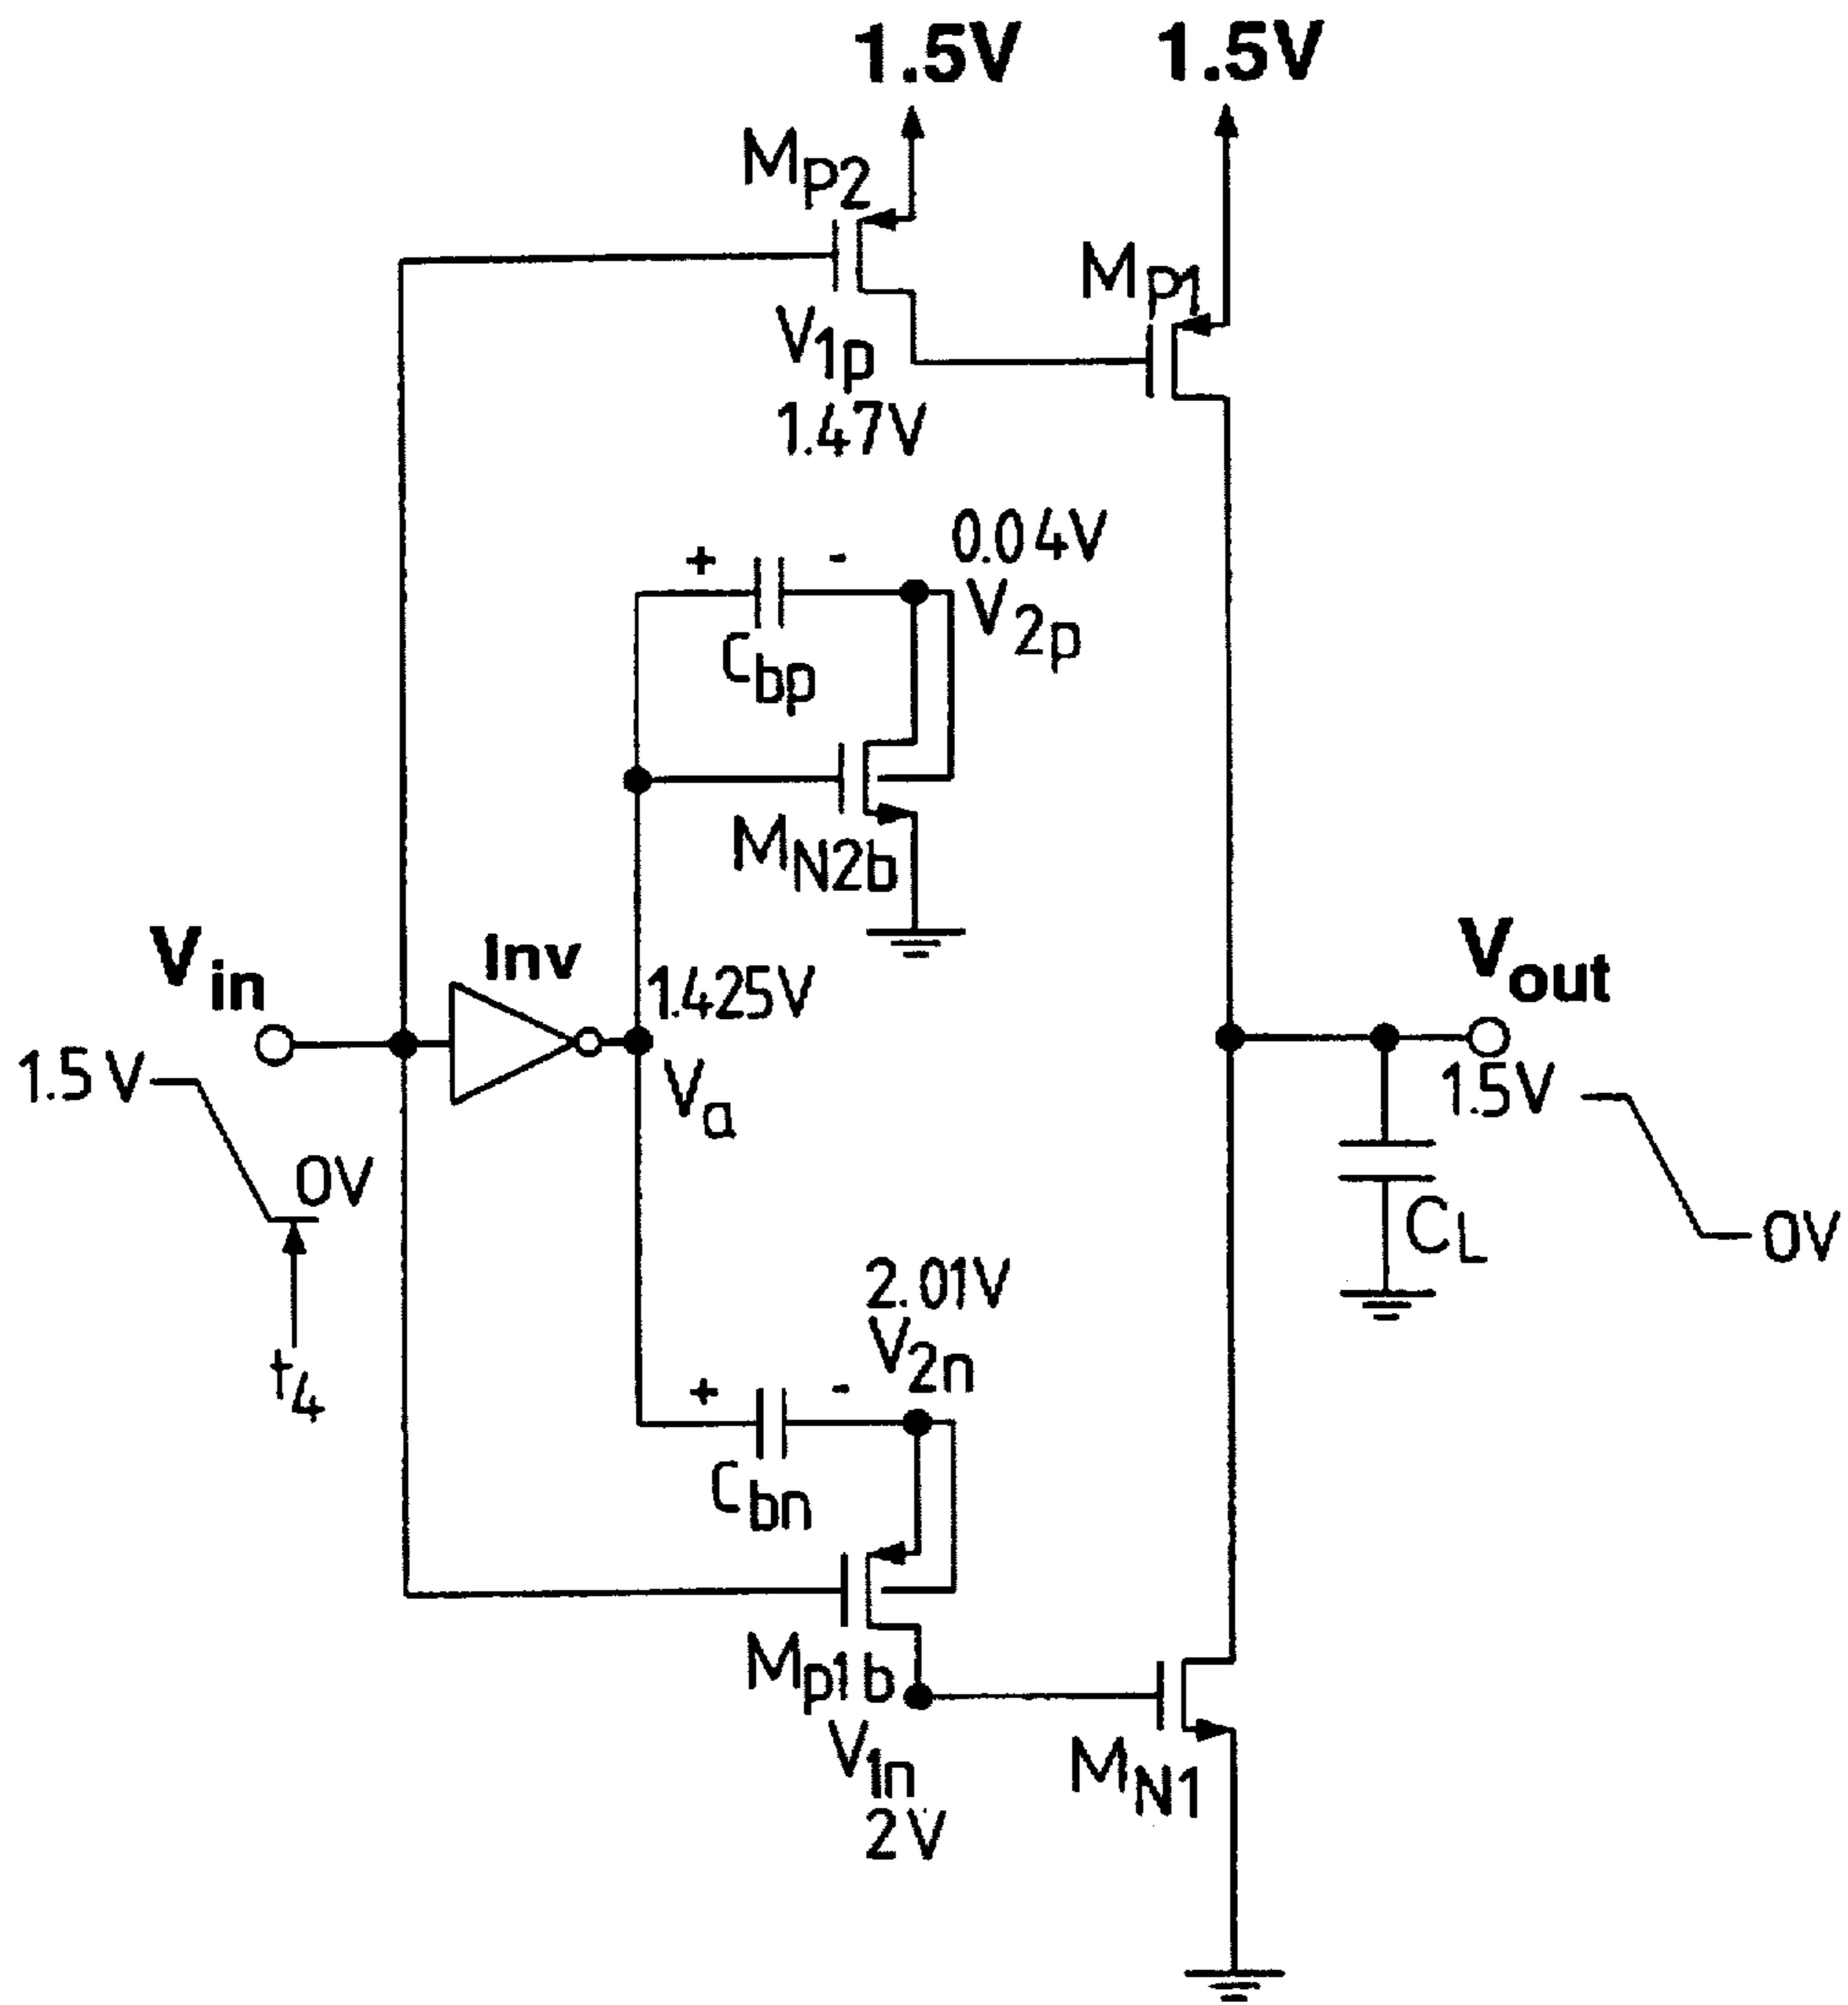 1.5V 1.5V
Mp2
Mp1
V1p
1.47V
0.04V
+ -
V2p
Cbp
MN2b
Vin
Inv
1.425V
Va
Vout
1.5V
0V
t4
1.5V
0V
CL
2.01V
V2n
+ -
Cbn
Mp1b
V1n
2V
MN1